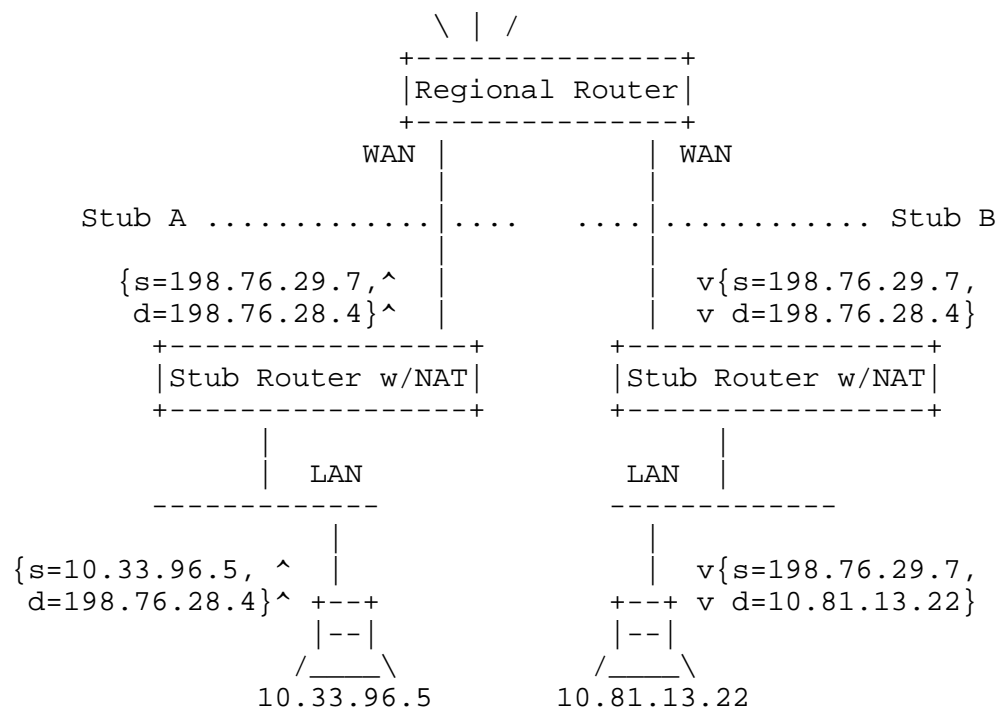 \ | /
                      +---------------+
                      |Regional Router|
                      +---------------+
                    WAN |           | WAN
                        |           |
    Stub A .............|....   ....|............ Stub B
                        |           |
      {s=198.76.29.7,^  |           |  v{s=198.76.29.7,
       d=198.76.28.4}^  |           |  v d=198.76.28.4}
        +-----------------+       +-----------------+
        |Stub Router w/NAT|       |Stub Router w/NAT|
        +-----------------+       +-----------------+
              |                         |
              |  LAN               LAN  |
        -------------             -------------
                  |                 |
{s=10.33.96.5, ^  |                 |  v{s=198.76.29.7,
 d=198.76.28.4}^ +--+             +--+ v d=10.81.13.22}
                 |--|             |--|
                /____\           /____\
              10.33.96.5       10.81.13.22